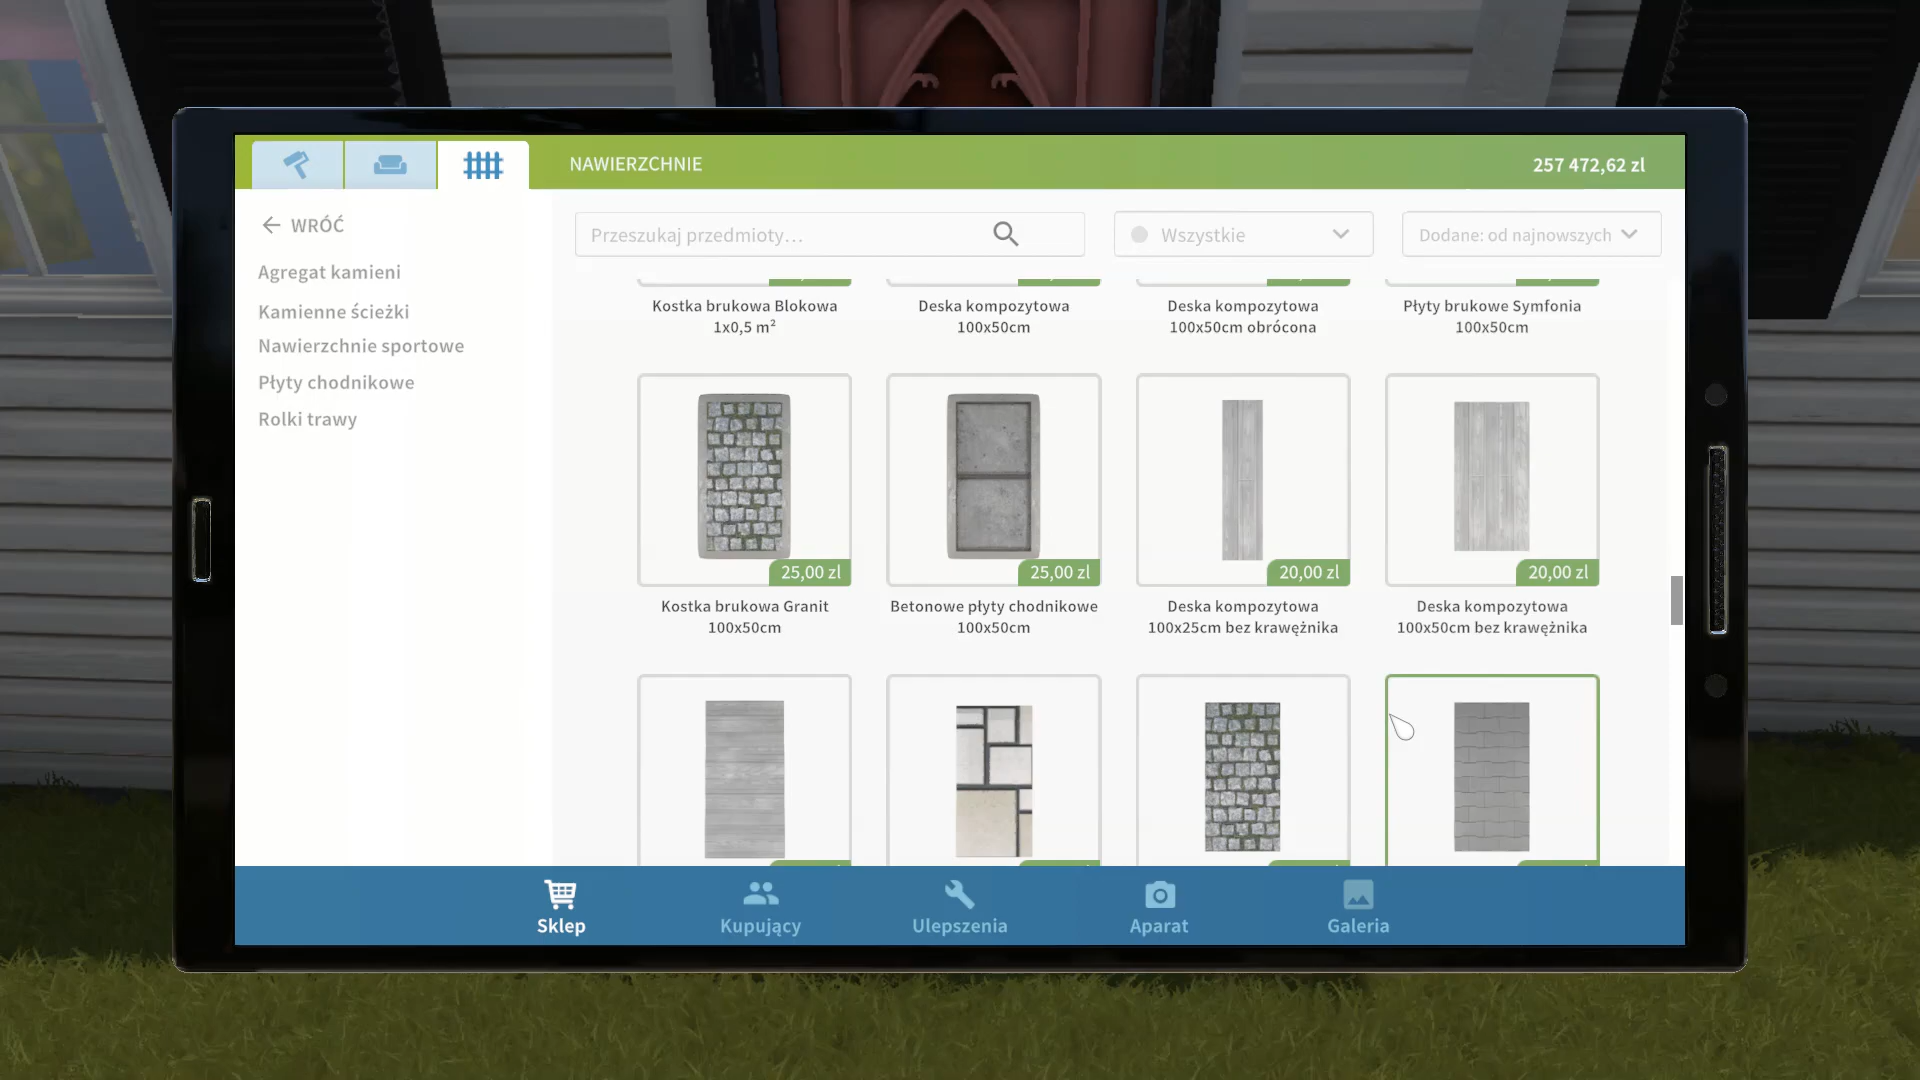 NAWIERZCHNIE
257 472,62 zl
WRÓĆ
Agregat kamieni
Kamienne ścieżki
Nawierzchnie sportowe
Płyty chodnikowe
Rolki trawy
Przeszukaj przedmioty...
Wszystkie
Dodane: od najnowszych
Kostka brukowa Blokowa
1x0,5 m²
Deska kompozytowa
100x50cm
Deska kompozytowa
100x50cm obrócona
Płyty brukowe Symfonia
100x50cm
25,00 zl
Kostka brukowa Granit
100x50cm
25,00 zl
Betonowe płyty chodnikowe
100x50cm
20,00 zl
Deska kompozytowa
100x25cm bez krawężnika
20,00 zl
Deska kompozytowa
100x50cm bez krawężnika
Sklep
Kupujący
Ulepszenia
Aparat
Galeria